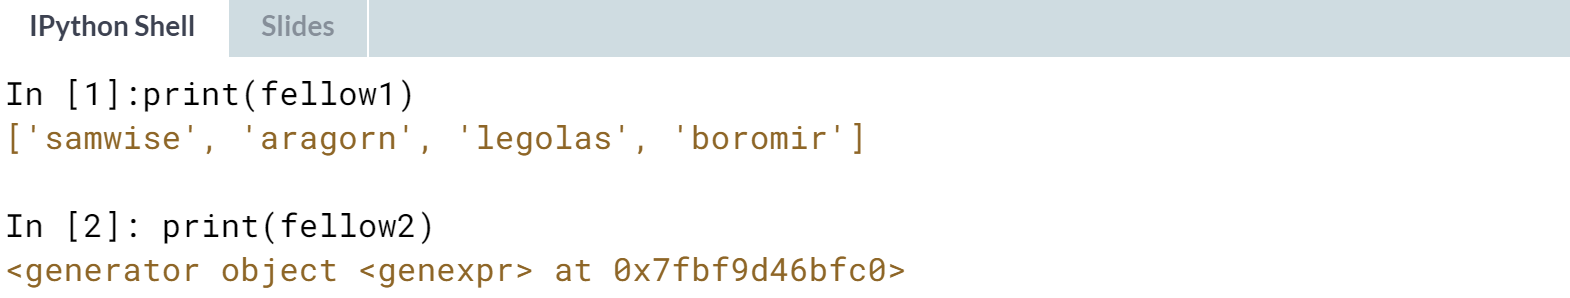 IPython Shell Slides
In [1]:print(fellow1)
['samwise', 'aragorn', 'legolas', 'boromir']
In [2]: print(fellow2)
<generator object <genexpr> at 0x7fbf9d46bfc0>